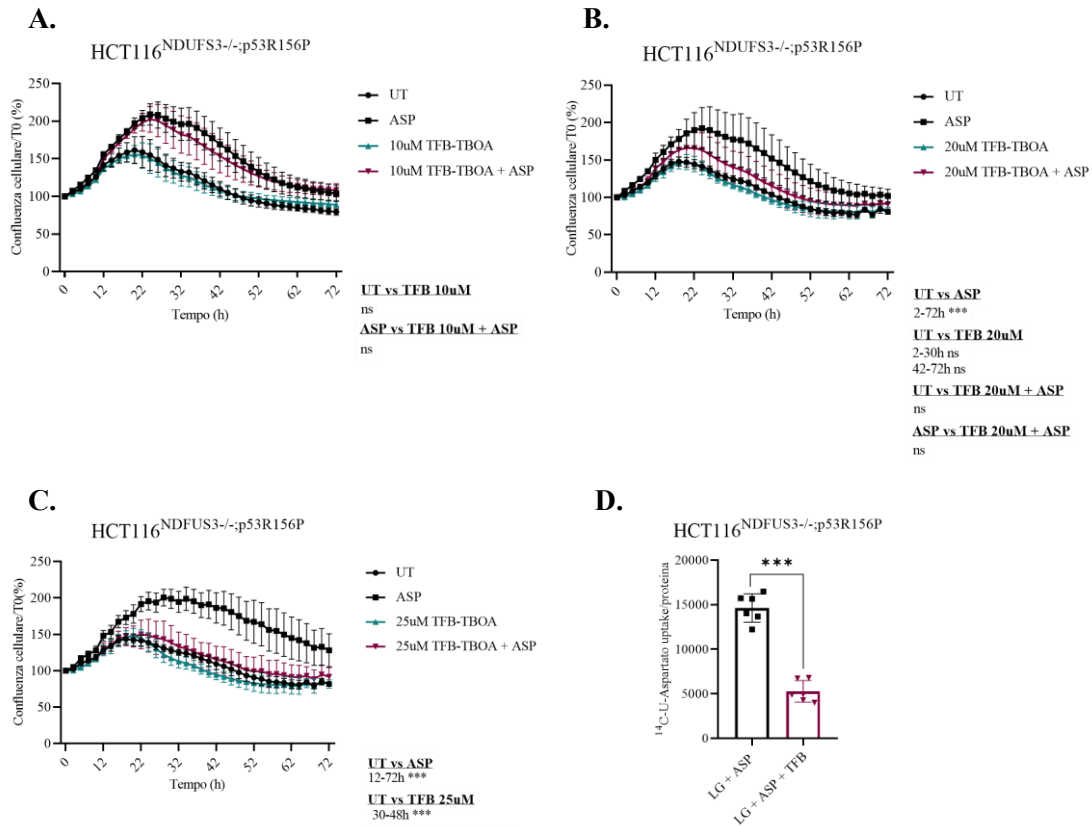 A.
HCT116NDUFS3-/-;p53R156P
Confluenza cellulare/T0 (%)
250
200
150
100
50
0
0 12 22 32 42 52 62 72
Tempo (h)
UT
ASP
10uM TFB-TBOA
10uM TFB-TBOA + ASP
UT vs TFB 10uM
ns
ASP vs TFB 10uM + ASP
ns
B.
HCT116NDUFS3-/-;p53R156P
Confluenza cellulare/T0 (%)
250
200
150
100
50
0
0 12 22 32 42 52 62 72
Tempo (h)
UT
ASP
20uM TFB-TBOA
20uM TFB-TBOA + ASP
UT vs ASP
2-72h ***
UT vs TFB 20uM
2-30h ns
42-72h ns
UT vs TFB 20uM + ASP
ns
ASP vs TFB 20uM + ASP
ns
C.
HCT116NDFUS3-/-;p53R156P
Confluenza cellulare/T0(%)
250
200
150
100
50
0
0 12 22 32 42 52 62 72
Tempo (h)
UT
ASP
25uM TFB-TBOA
25uM TFB-TBOA + ASP
UT vs ASP
12-72h ***
UT vs TFB 25uM
30-48h ***
D.
HCT116NDFUS3-/-;p53R156P
14C-U-Aspartato uptake/proteina
20000
15000
10000
5000
0
***
LG + ASP
LG + ASP + TFB